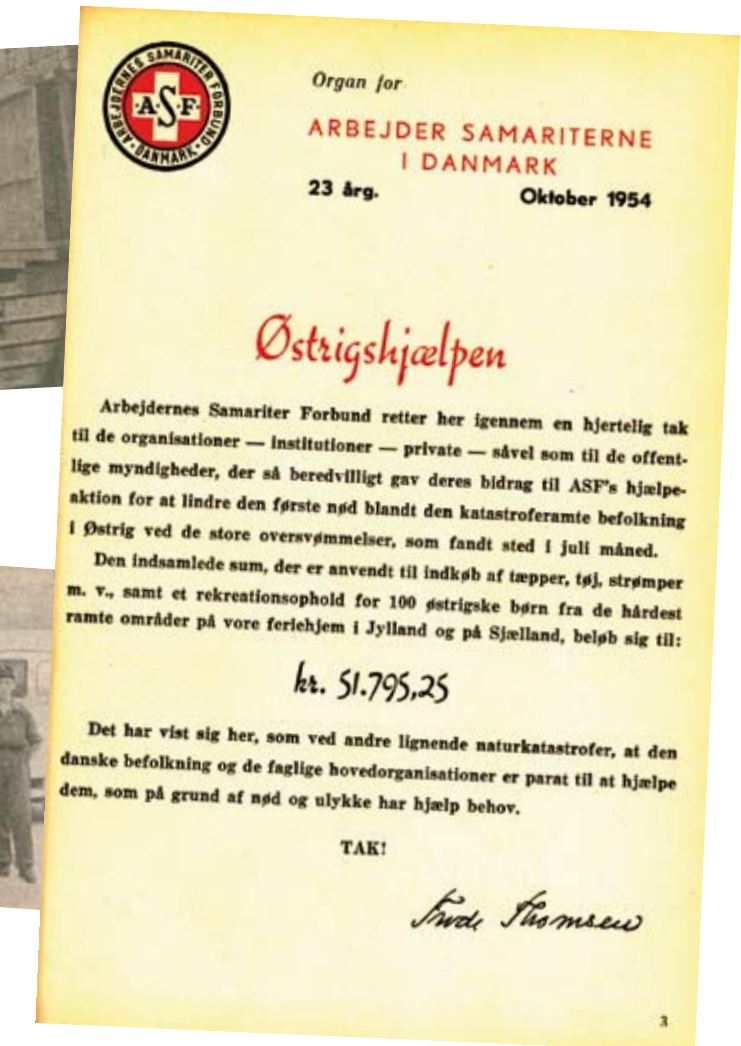 ARBEJDERNES SAMARITER FORBUND
A·S·F·
· DANMARK ·
Organ for
ARBEJDER SAMARITERNE
I DANMARK
23 årg. Oktober 1954
Østrigshjælpen
Arbejdernes Samariter Forbund retter her igennem en hjertelig tak
til de organisationer — institutioner — private — såvel som til de offent-
lige myndigheder, der så beredvilligt gav deres bidrag til ASF's hjælpe-
aktion for at lindre den første nød blandt den katastroferamte befolkning
i Østrig ved de store oversvømmelser, som fandt sted i juli måned.
Den indsamlede sum, der er anvendt til indkøb af tæpper, tøj, strømper
m. v., samt et rekreationsophold for 100 østrigske børn fra de hårdest
ramte områder på vore feriehjem i Jylland og på Sjælland, beløb sig til:
kr. 51.795,25
Det har vist sig her, som ved andre lignende naturkatastrofer, at den
danske befolkning og de faglige hovedorganisationer er parat til at hjælpe
dem, som på grund af nød og ulykke har hjælp behov.
TAK!
Frode Thomsen
3